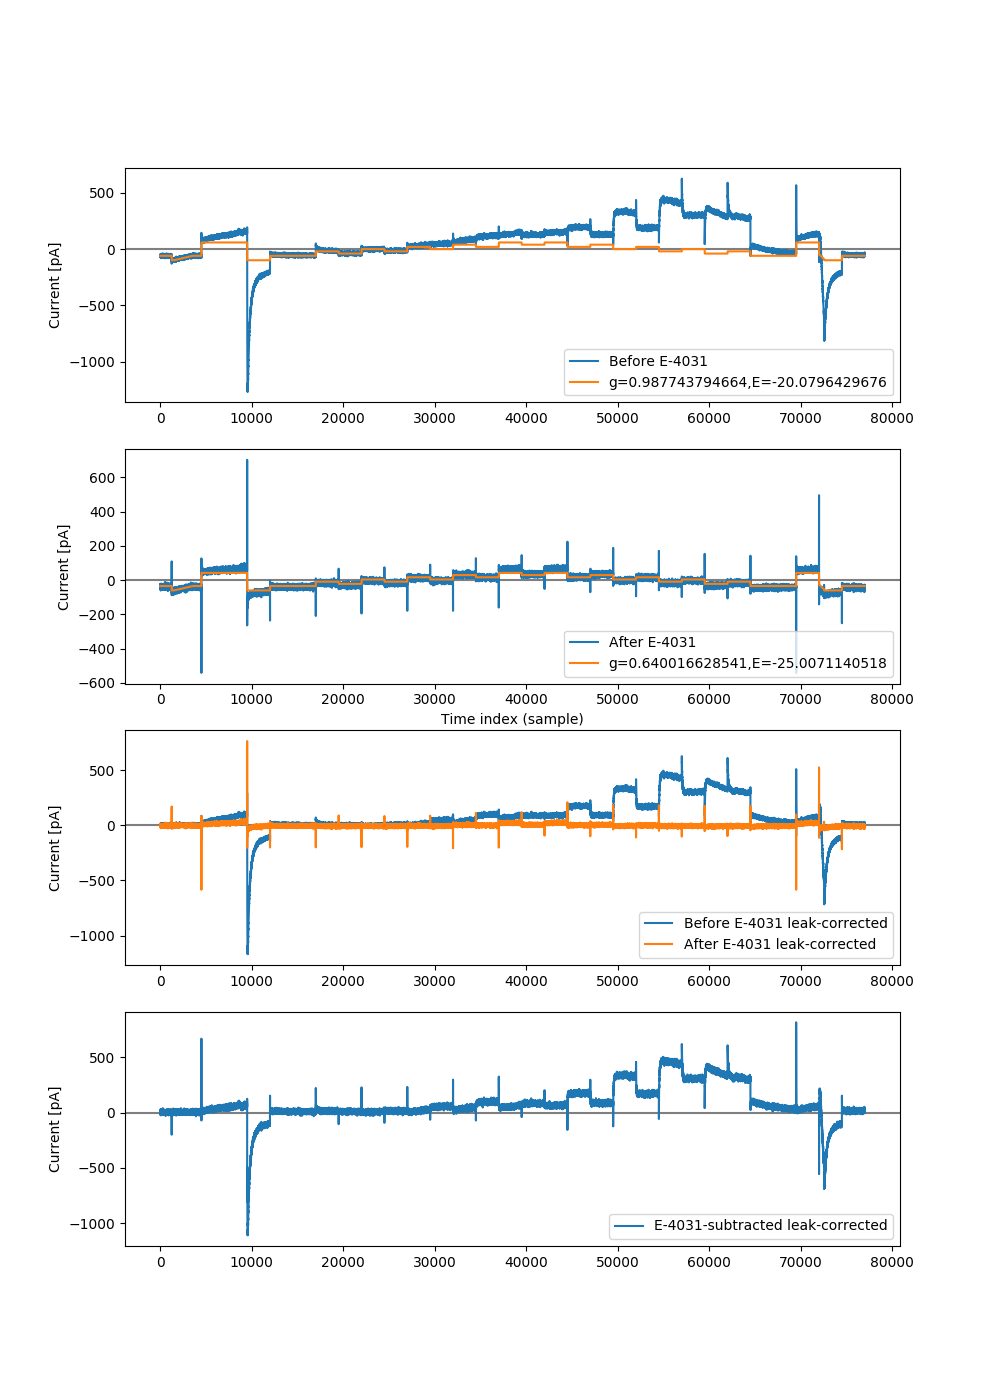 500
0
−500
−1000
Current [pA]
Before E-4031
g=0.987743794664,E=-20.0796429676
0 10000 20000 30000 40000 50000 60000 70000 80000
600
400
200
0
−200
−400
−600
Current [pA]
After E-4031
g=0.640016628541,E=-25.0071140518
0 10000 20000 30000 40000 50000 60000 70000 80000
Time index (sample)
500
0
−500
−1000
Current [pA]
Before E-4031 leak-corrected
After E-4031 leak-corrected
0 10000 20000 30000 40000 50000 60000 70000 80000
500
0
−500
−1000
Current [pA]
E-4031-subtracted leak-corrected
0 10000 20000 30000 40000 50000 60000 70000 80000